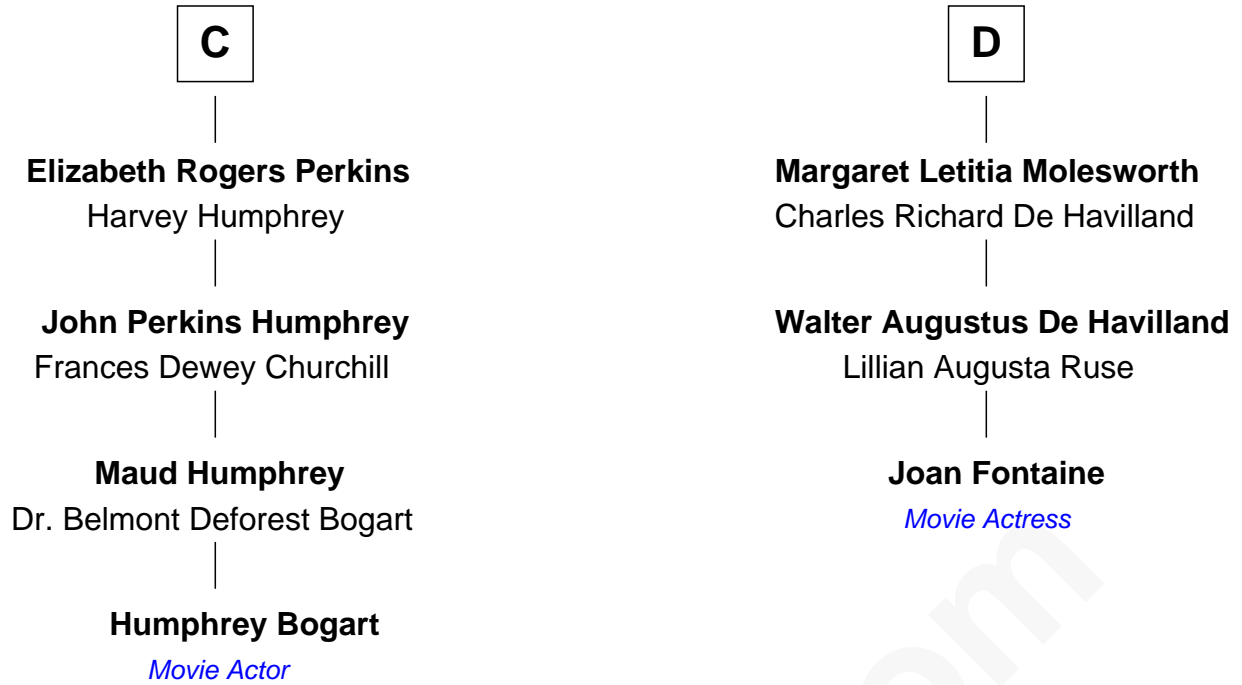 C
Elizabeth Rogers Perkins
Harvey Humphrey
John Perkins Humphrey
Frances Dewey Churchill
Maud Humphrey
Dr. Belmont Deforest Bogart
Humphrey Bogart
Movie Actor
D
Margaret Letitia Molesworth
Charles Richard De Havilland
Walter Augustus De Havilland
Lillian Augusta Ruse
Joan Fontaine
Movie Actress
om